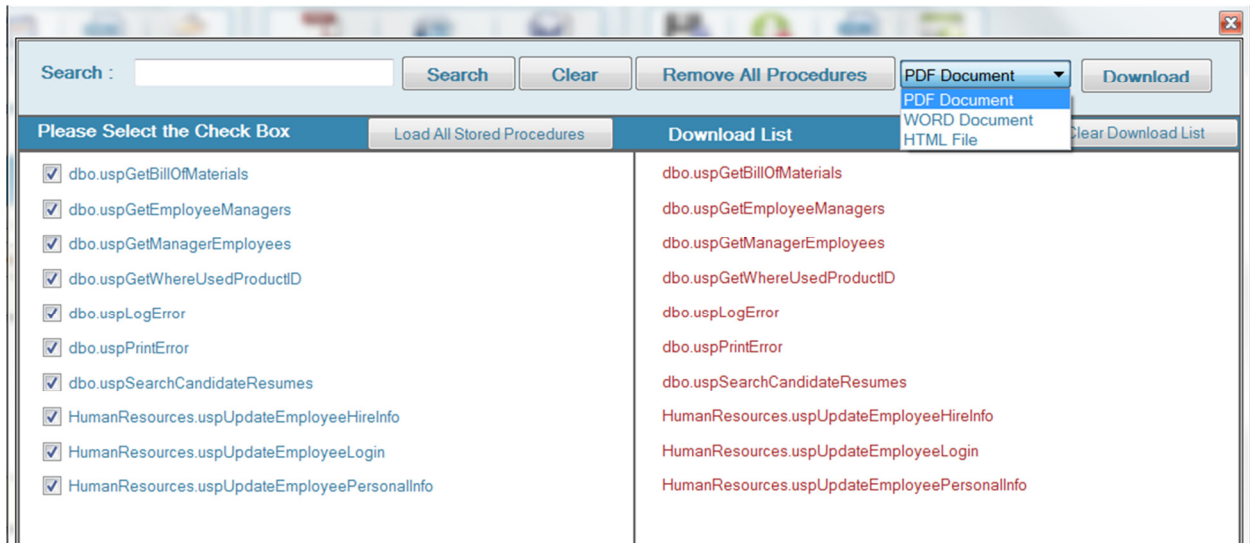 Search :
Search
Clear
Remove All Procedures
PDF Document
Download
PDF Document
WORD Document
HTML File
Please Select the Check Box
Load All Stored Procedures
Download List
Clear Download List
dbo.uspGetBillOfMaterials
dbo.uspGetEmployeeManagers
dbo.uspGetManagerEmployees
dbo.uspGetWhereUsedProductID
dbo.uspLogError
dbo.uspPrintError
dbo.uspSearchCandidateResumes
HumanResources.uspUpdateEmployeeHireInfo
HumanResources.uspUpdateEmployeeLogin
HumanResources.uspUpdateEmployeePersonalInfo
dbo.uspGetBillOfMaterials
dbo.uspGetEmployeeManagers
dbo.uspGetManagerEmployees
dbo.uspGetWhereUsedProductID
dbo.uspLogError
dbo.uspPrintError
dbo.uspSearchCandidateResumes
HumanResources.uspUpdateEmployeeHireInfo
HumanResources.uspUpdateEmployeeLogin
HumanResources.uspUpdateEmployeePersonalInfo